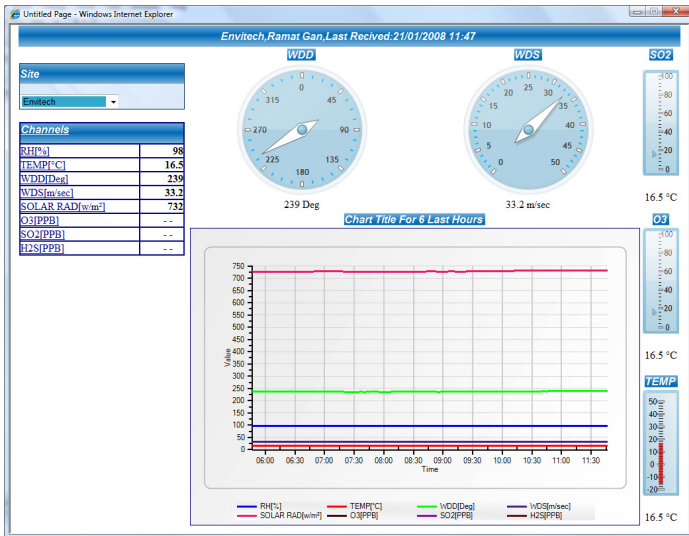 Untitled Page - Windows Internet Explorer
Envitech,Ramat Gan,Last Recived:21/01/2008 11:47
Site
Envitech
Channels
RH[%] 98
TEMP[°C] 16.5
WDD[Deg] 239
WDS[m/sec] 33.2
SOLAR RAD[w/m²] 732
O3[PPB] - -
SO2[PPB] - -
H2S[PPB] - -
WDD
0
315 45
270 90
225 135
180
239 Deg
WDS
25
20 30
15 35
10 40
5 45
0 50
33.2 m/sec
SO2
100
80
60
40
20
0
16.5 °C
O3
100
80
60
40
20
0
16.5 °C
TEMP
50
40
30
20
10
0
-10
-20
16.5 °C
Chart Title For 6 Last Hours
Value
750
700
650
600
550
500
450
400
350
300
250
200
150
100
50
0
06:00 06:30 07:00 07:30 08:00 08:30 09:00 09:30 10:00 10:30 11:00 11:30
Time
RH[%] TEMP[°C] WDD[Deg] WDS[m/sec]
SOLAR RAD[w/m²] O3[PPB] SO2[PPB] H2S[PPB]